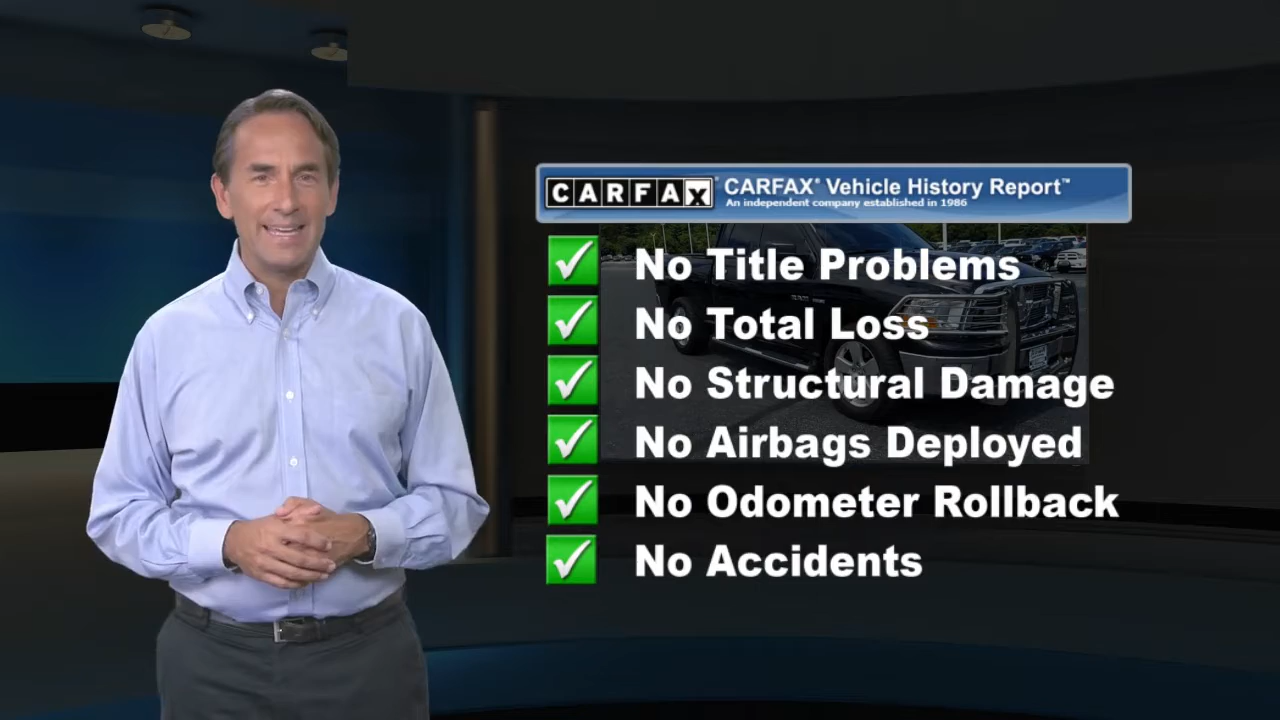 CARFAX® CARFAX® Vehicle History Report™
An independent company established in 1986
No Title Problems
No Total Loss
No Structural Damage
No Airbags Deployed
No Odometer Rollback
No Accidents